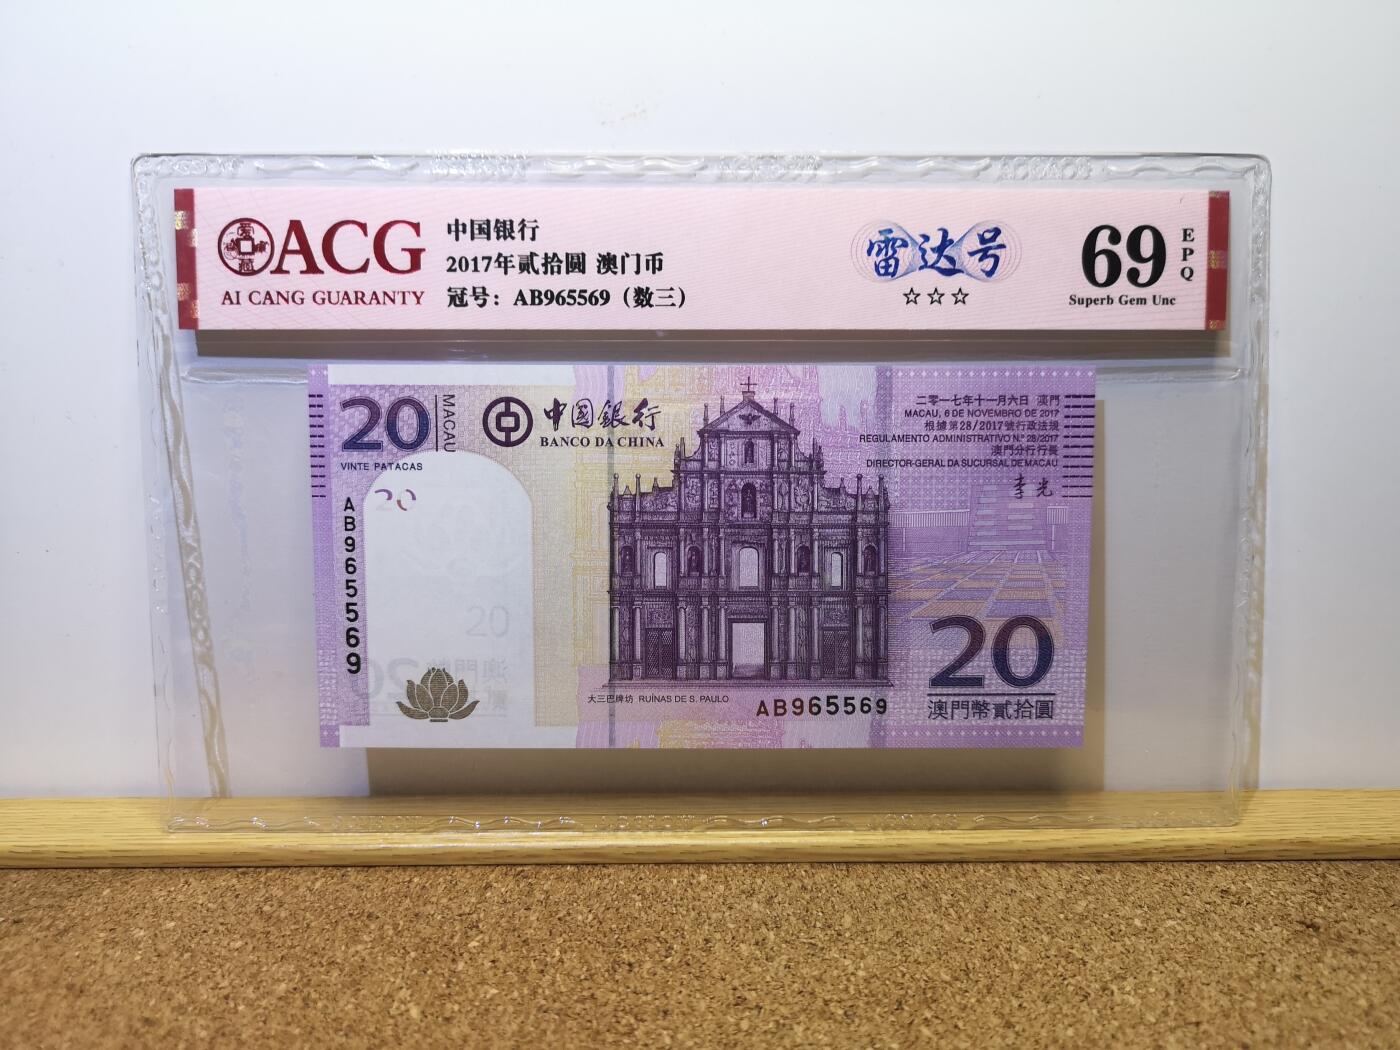 ACG
AI CANG GUARANTY
中国银行
2017年贰拾圆 澳门币
冠号：AB965569（数三）
雷达号
☆☆☆
69
EPQ
Superb Gem Unc
20
MACAU
VINTE PATACAS
中國銀行
BANCO DA CHINA
二零一七年十一月六日 澳門
MACAU, 6 DE NOVEMBRO DE 2017
根據第28/2017號行政法規
REGULAMENTO ADMINISTRATIVO N.º 28/2017
澳門分行行長
DIRECTOR-GERAL DA SUCURSAL DE MACAU
20
AB965569
20
大三巴牌坊 RUÍNAS DE S. PAULO
AB965569
20
澳門幣貳拾圓